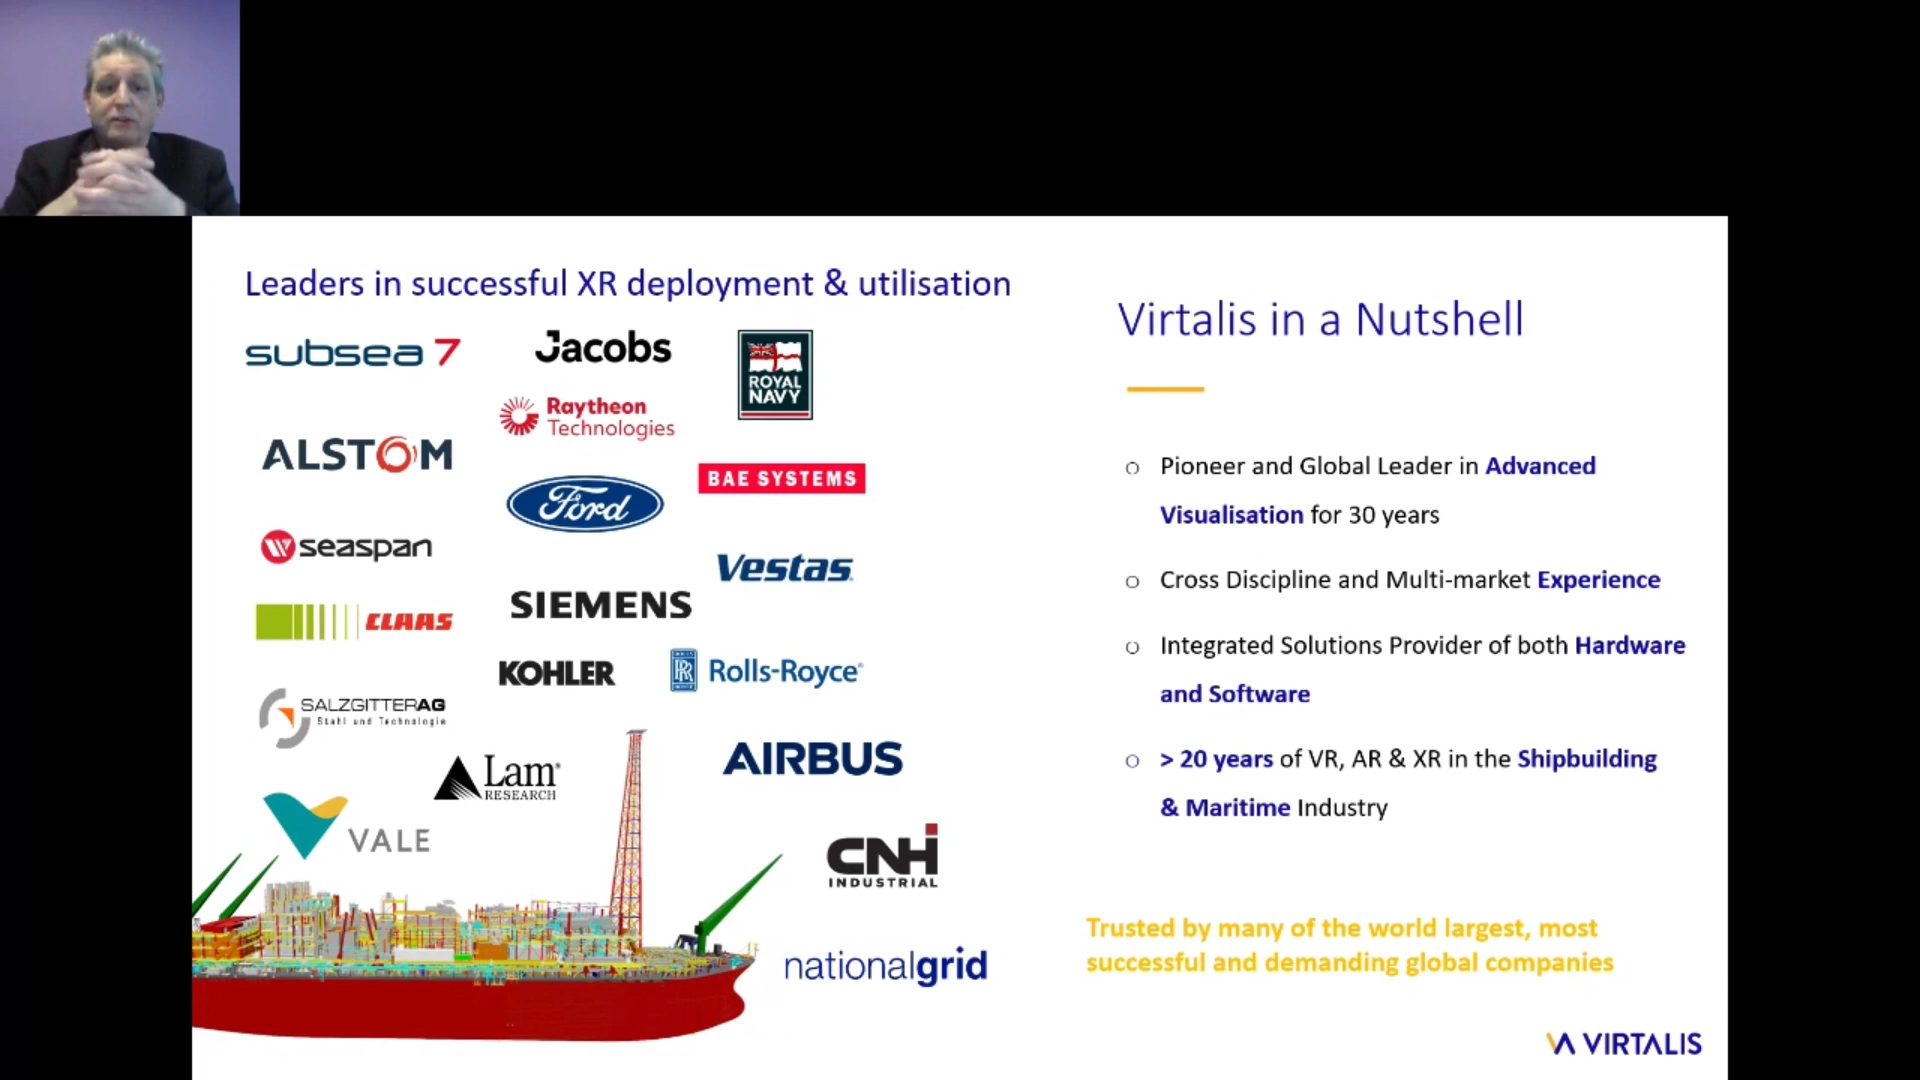 Leaders in successful XR deployment & utilisation
subsea 7
Jacobs
ROYAL
NAVY
Raytheon
Technologies
ALSTOM
BAE SYSTEMS
Ford
seaspan
Vestas
SIEMENS
CLAAS
KOHLER
Rolls-Royce
SALZGITTERAG
Stahl und Technologie
AIRBUS
Lam
RESEARCH
VALE
CNH
INDUSTRIAL
nationalgrid
Virtalis in a Nutshell
Pioneer and Global Leader in Advanced
Visualisation for 30 years
Cross Discipline and Multi-market Experience
Integrated Solutions Provider of both Hardware
and Software
> 20 years of VR, AR & XR in the Shipbuilding
& Maritime Industry
Trusted by many of the world largest, most
successful and demanding global companies
VIRTALIS